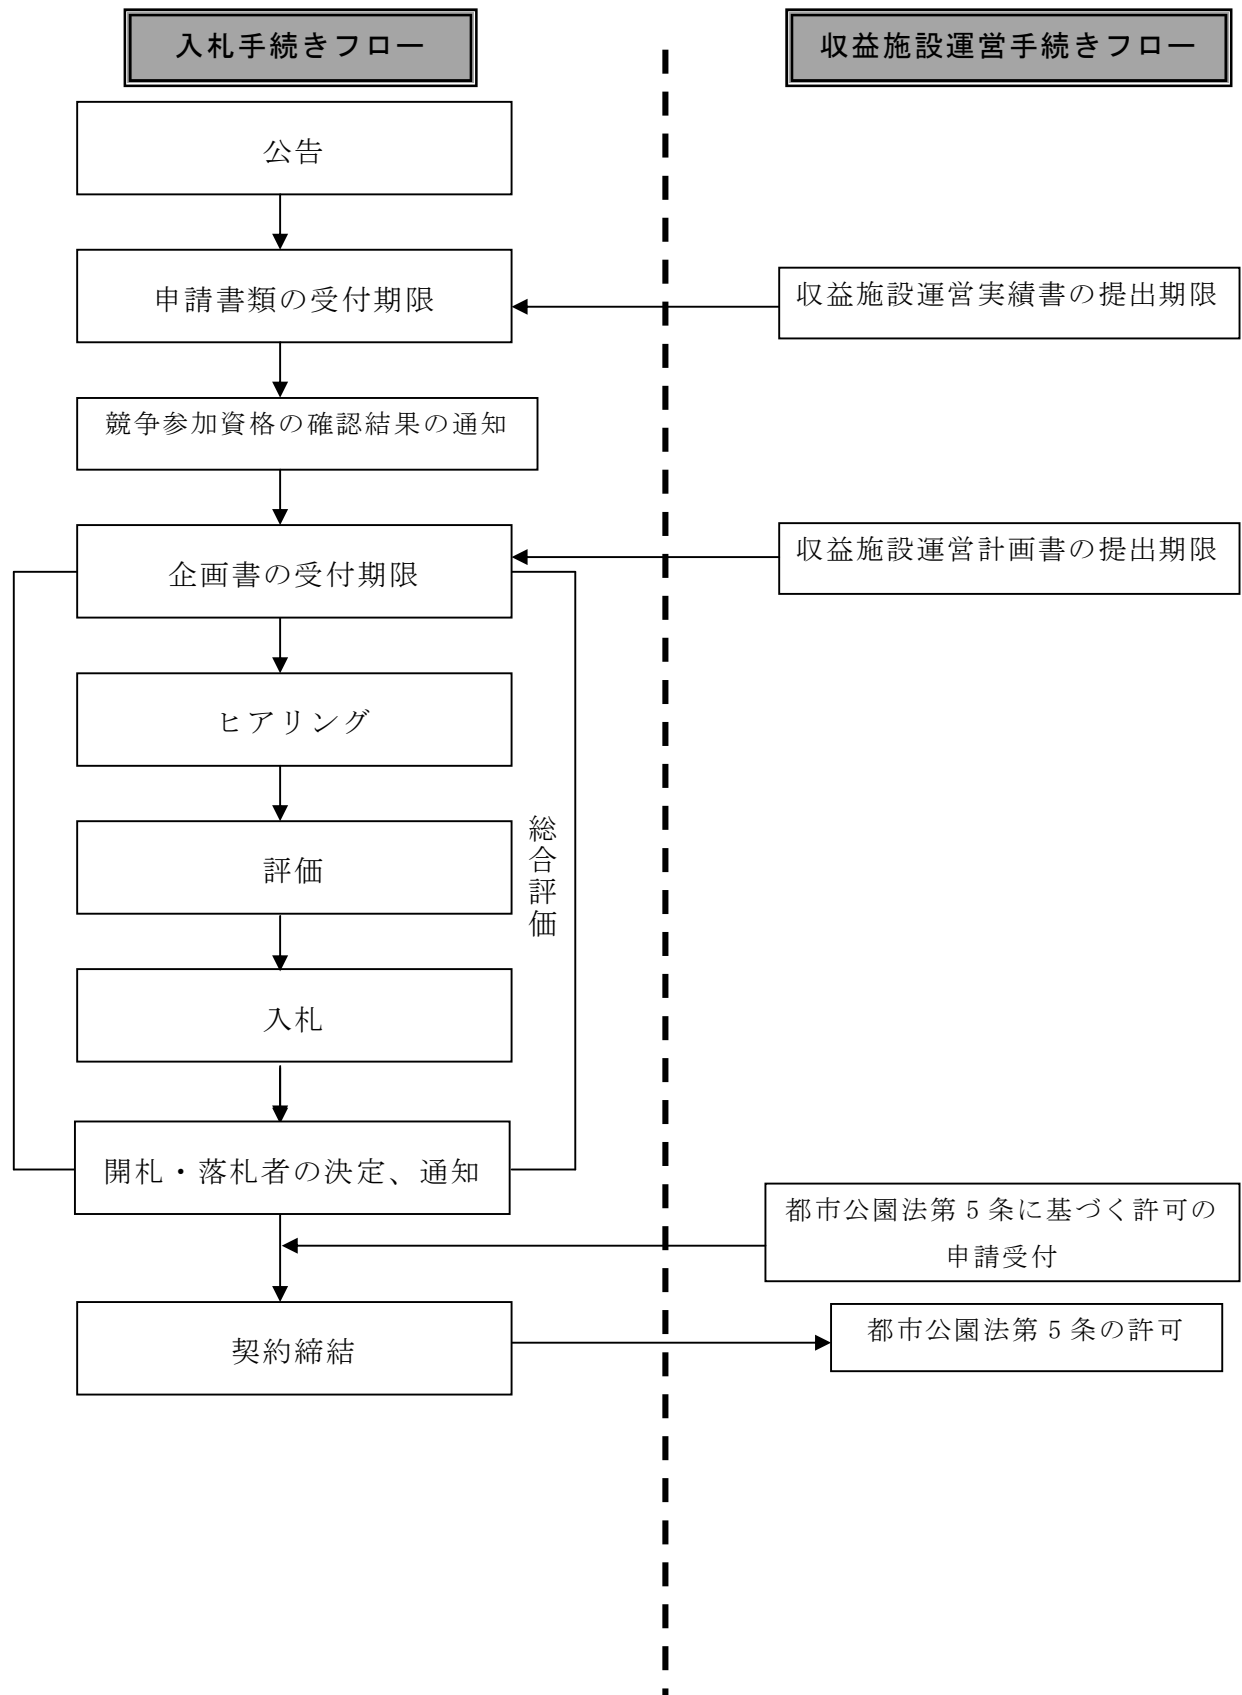 入札手続きフロー
収益施設運営手続きフロー
公告
申請書類の受付期限
収益施設運営実績書の提出期限
競争参加資格の確認結果の通知
企画書の受付期限
収益施設運営計画書の提出期限
ヒアリング
評価
総合評価
入札
開札・落札者の決定、通知
都市公園法第5条に基づく許可の
申請受付
契約締結
都市公園法第5条の許可